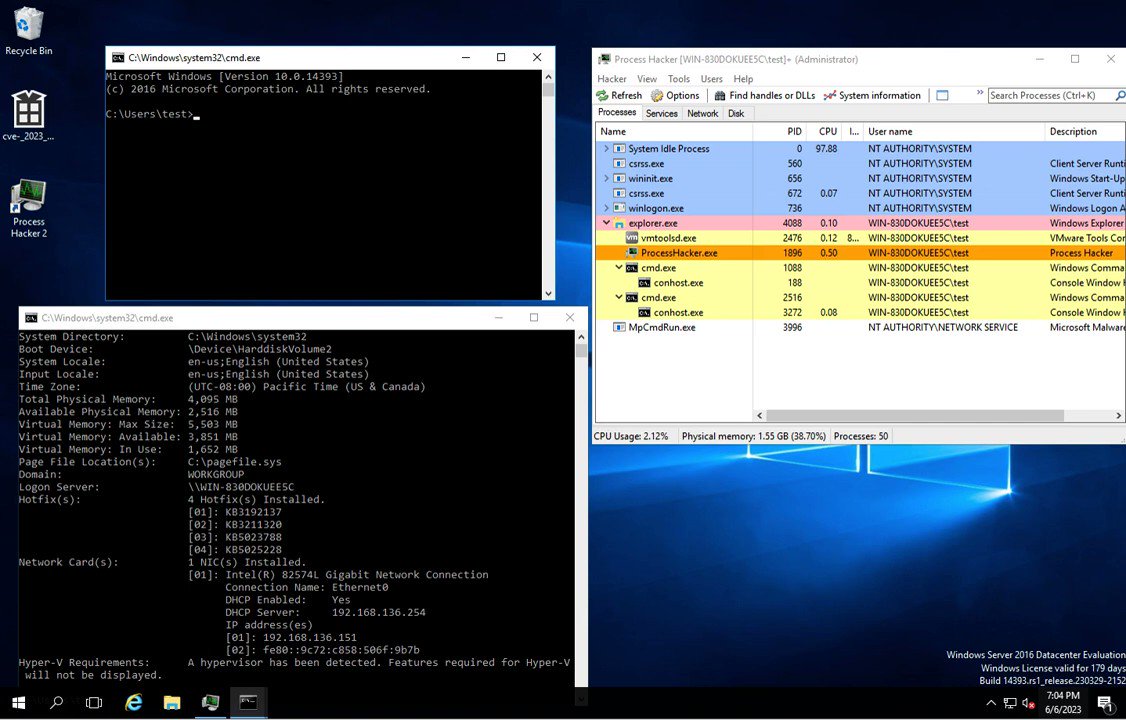 Recycle Bin
cve-_2023_...
Process
Hacker 2
C:\Windows\system32\cmd.exe
Microsoft Windows [Version 10.0.14393]
(c) 2016 Microsoft Corporation. All rights reserved.
C:\Users\test>
C:\Windows\system32\cmd.exe
System Directory: C:\Windows\system32
Boot Device: \Device\HarddiskVolume2
System Locale: en-us;English (United States)
Input Locale: en-us;English (United States)
Time Zone: (UTC-08:00) Pacific Time (US & Canada)
Total Physical Memory: 4,095 MB
Available Physical Memory: 2,516 MB
Virtual Memory: Max Size: 5,503 MB
Virtual Memory: Available: 3,851 MB
Virtual Memory: In Use: 1,652 MB
Page File Location(s): C:\pagefile.sys
Domain: WORKGROUP
Logon Server: \\WIN-830DOKUEE5C
Hotfix(s): 4 Hotfix(s) Installed.
[01]: KB3192137
[02]: KB3211320
[03]: KB5023788
[04]: KB5025228
Network Card(s): 1 NIC(s) Installed.
[01]: Intel(R) 82574L Gigabit Network Connection
Connection Name: Ethernet0
DHCP Enabled: Yes
DHCP Server: 192.168.136.254
IP address(es)
[01]: 192.168.136.151
[02]: fe80::9c72:c858:506f:9b7b
Hyper-V Requirements: A hypervisor has been detected. Features required for Hyper-V
will not be displayed.
Process Hacker [WIN-830DOKUEE5C\test]+ (Administrator)
Hacker View Tools Users Help
Refresh Options Find handles or DLLs System information » Search Processes (Ctrl+K)
Processes Services Network Disk
Name PID CPU I... User name Description
System Idle Process 0 97.88 NT AUTHORITY\SYSTEM
csrss.exe 560 NT AUTHORITY\SYSTEM Client Server Runti
wininit.exe 656 NT AUTHORITY\SYSTEM Windows Start-Up
csrss.exe 672 0.07 NT AUTHORITY\SYSTEM Client Server Runti
winlogon.exe 736 NT AUTHORITY\SYSTEM Windows Logon A
explorer.exe 4088 0.10 WIN-830DOKUEE5C\test Windows Explorer
vmtoolsd.exe 2476 0.12 8... WIN-830DOKUEE5C\test VMware Tools Cor
ProcessHacker.exe 1896 0.50 WIN-830DOKUEE5C\test Process Hacker
cmd.exe 1088 WIN-830DOKUEE5C\test Windows Comma
conhost.exe 188 WIN-830DOKUEE5C\test Console Window H
cmd.exe 2516 WIN-830DOKUEE5C\test Windows Comma
conhost.exe 3272 0.08 WIN-830DOKUEE5C\test Console Window H
MpCmdRun.exe 3996 NT AUTHORITY\NETWORK SERVICE Microsoft Malware
CPU Usage: 2.12% Physical memory: 1.55 GB (38.70%) Processes: 50
Windows Server 2016 Datacenter Evaluation
Windows License valid for 179 days
Build 14393.rs1_release.230329-2152
7:04 PM
6/6/2023
1